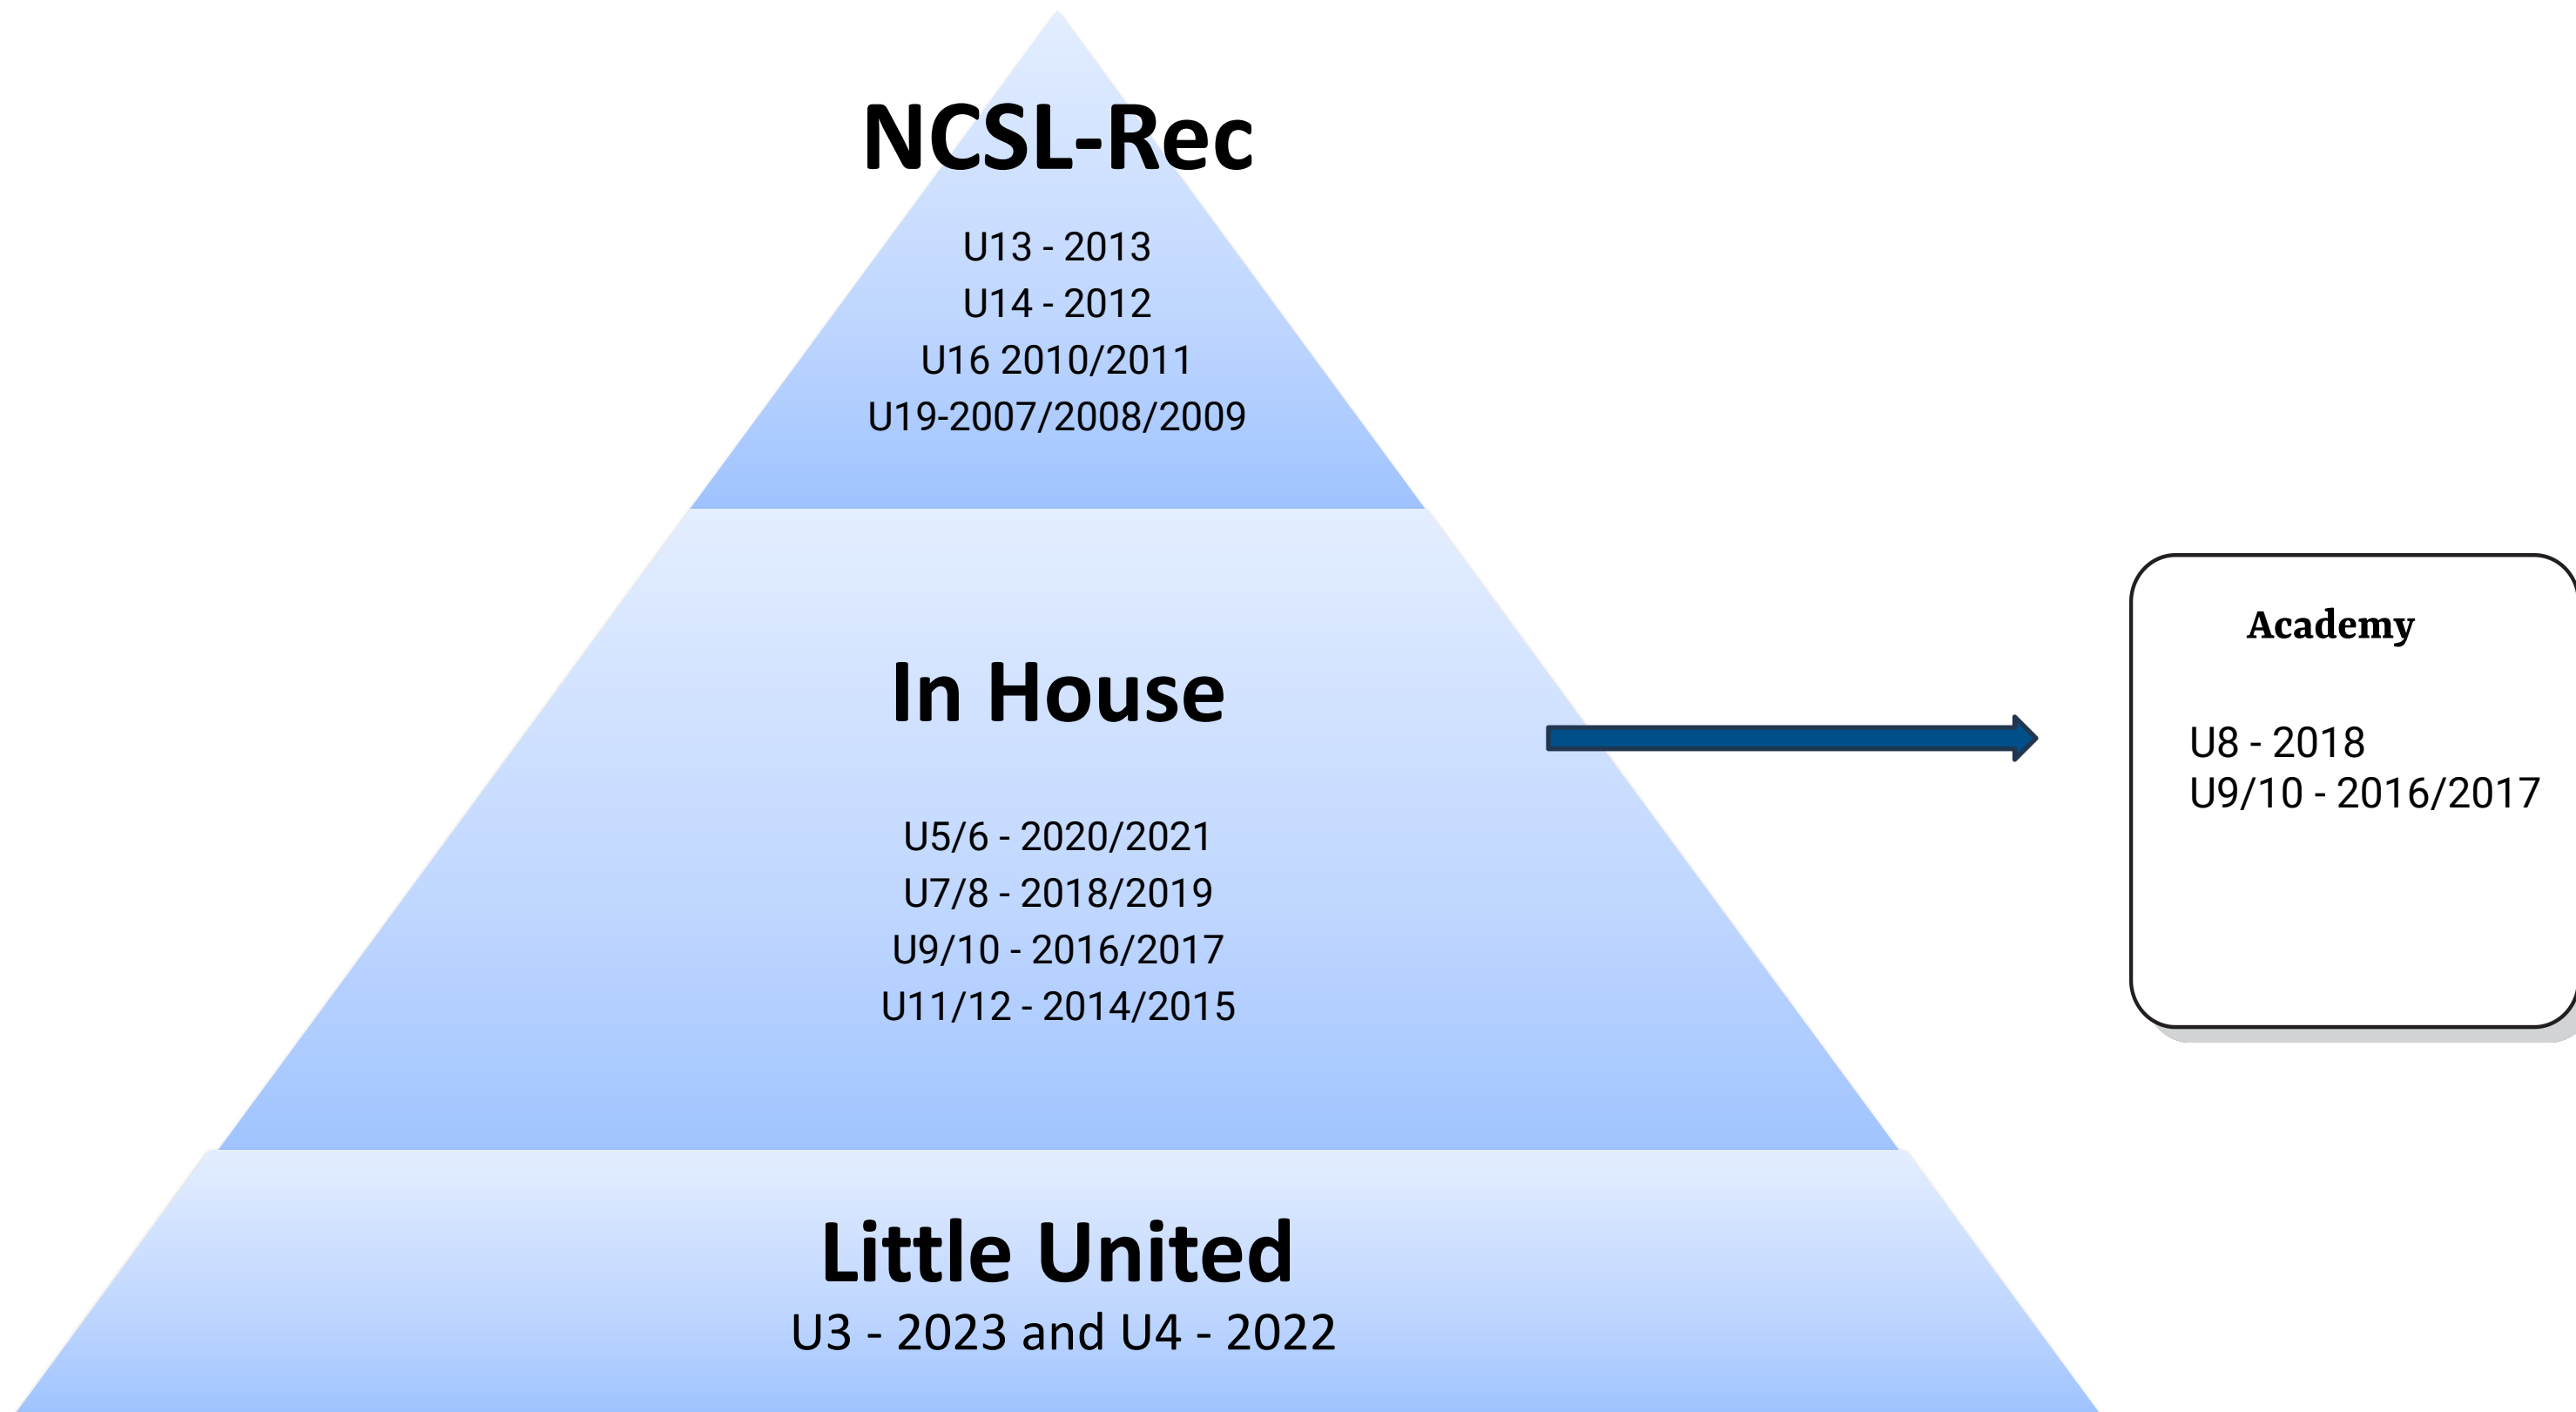 NCSL-Rec
U13 - 2013
U14 - 2012
U16 2010/2011
U19-2007/2008/2009
In House
U5/6 - 2020/2021
U7/8 - 2018/2019
U9/10 - 2016/2017
U11/12 - 2014/2015
Academy
U8 - 2018
U9/10 - 2016/2017
Little United
U3 - 2023 and U4 - 2022